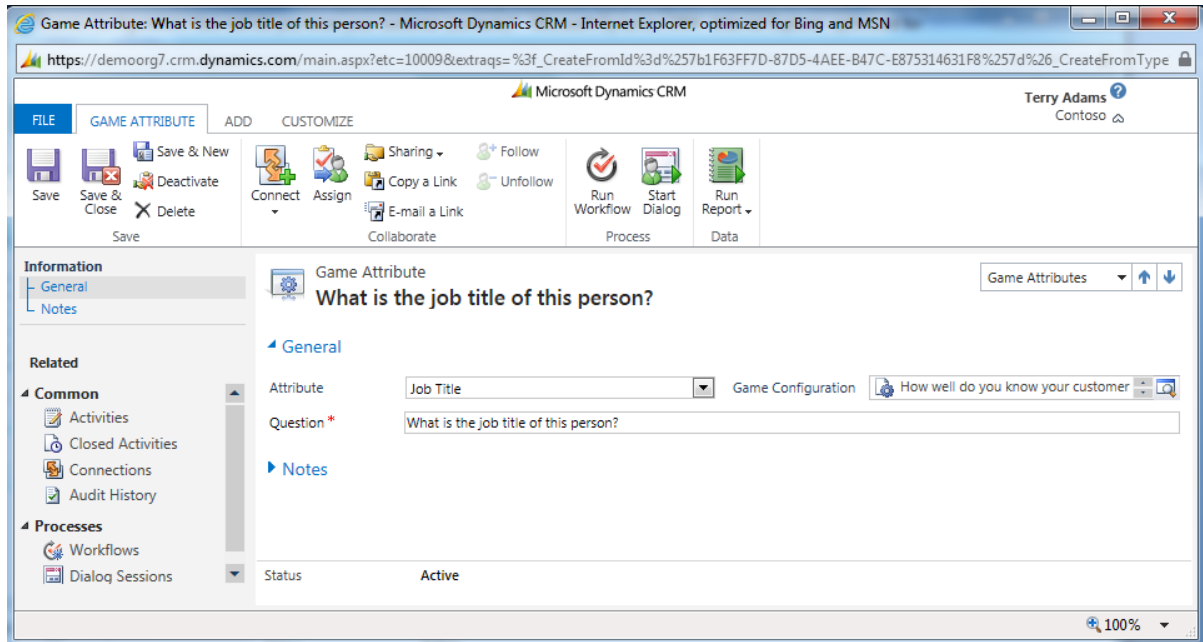 Game Attribute: What is the job title of this person? - Microsoft Dynamics CRM - Internet Explorer, optimized for Bing and MSN
https://demoorg7.crm.dynamics.com/main.aspx?etc=10009&extraqs=%3f_CreateFromId%3d%257b1F63FF7D-87D5-4AEE-B47C-E875314631F8%257d%26_CreateFromType
Microsoft Dynamics CRM
Terry Adams
Contoso
FILE GAME ATTRIBUTE ADD CUSTOMIZE
Save
Save & Close
Save & New
Deactivate
Delete
Save
Connect
Assign
Sharing
Copy a Link
E-mail a Link
Follow
Unfollow
Collaborate
Run Workflow
Start Dialog
Process
Run Report
Data
Information
General
Notes
Related
Common
Activities
Closed Activities
Connections
Audit History
Processes
Workflows
Dialog Sessions
Game Attribute
What is the job title of this person?
Game Attributes
General
Attribute Job Title Game Configuration How well do you know your customer
Question * What is the job title of this person?
Notes
Status Active
100%